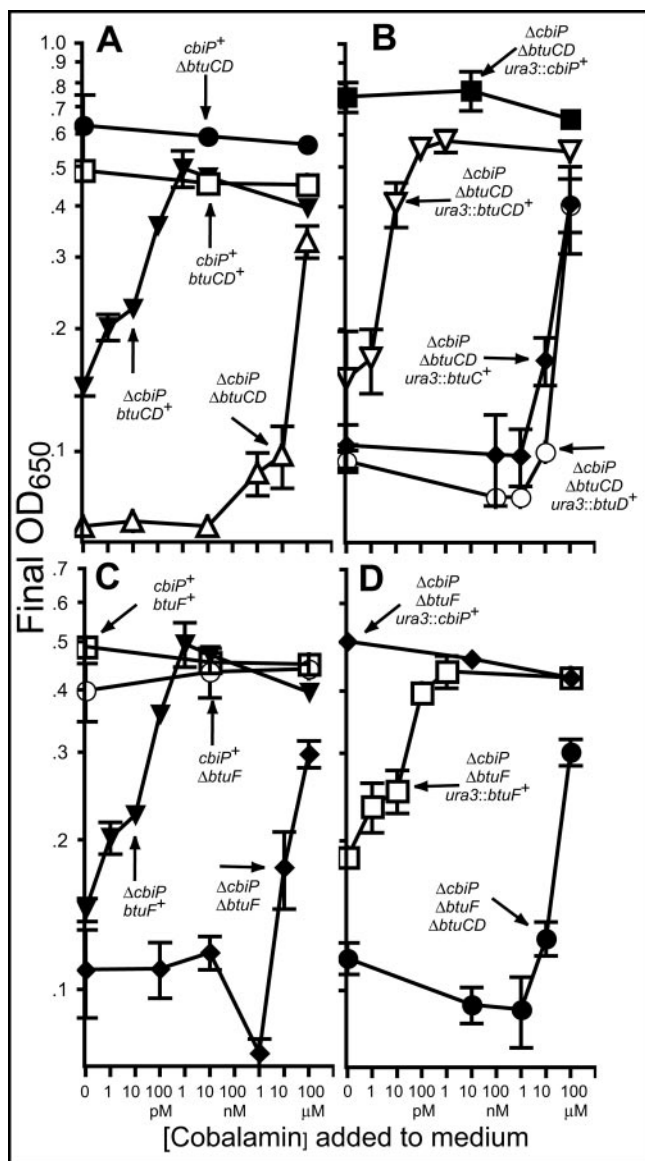 A
B
cbiP+
ΔbtuCD
ΔcbiP
ΔbtuCD
ura3::cbiP+
1.0
.9
.8
.7
0.6
.5
.4
.3
.2
.1
ΔcbiP
ΔbtuCD
ura3::btuCD+
cbiP+
btuCD+
ΔcbiP
btuCD+
ΔcbiP
ΔbtuCD
ΔcbiP
ΔbtuCD
ura3::btuC+
ΔcbiP
ΔbtuCD
ura3::btuD+
Final OD650
C
D
cbiP+
btuF+
ΔcbiP
ΔbtuF
ura3::cbiP+
.7
.6
.5
.4
.3
.2
.1
cbiP+
ΔbtuF
ΔcbiP
ΔbtuF
ura3::btuF+
ΔcbiP
btuF+
ΔcbiP
ΔbtuF
ΔcbiP
ΔbtuF
ΔbtuCD
0 1 10 100 1 10 100 1 10 100 0 1 10 100 1 10 100 1 10 100
pM nM μM pM nM μM
[Cobalamin] added to medium